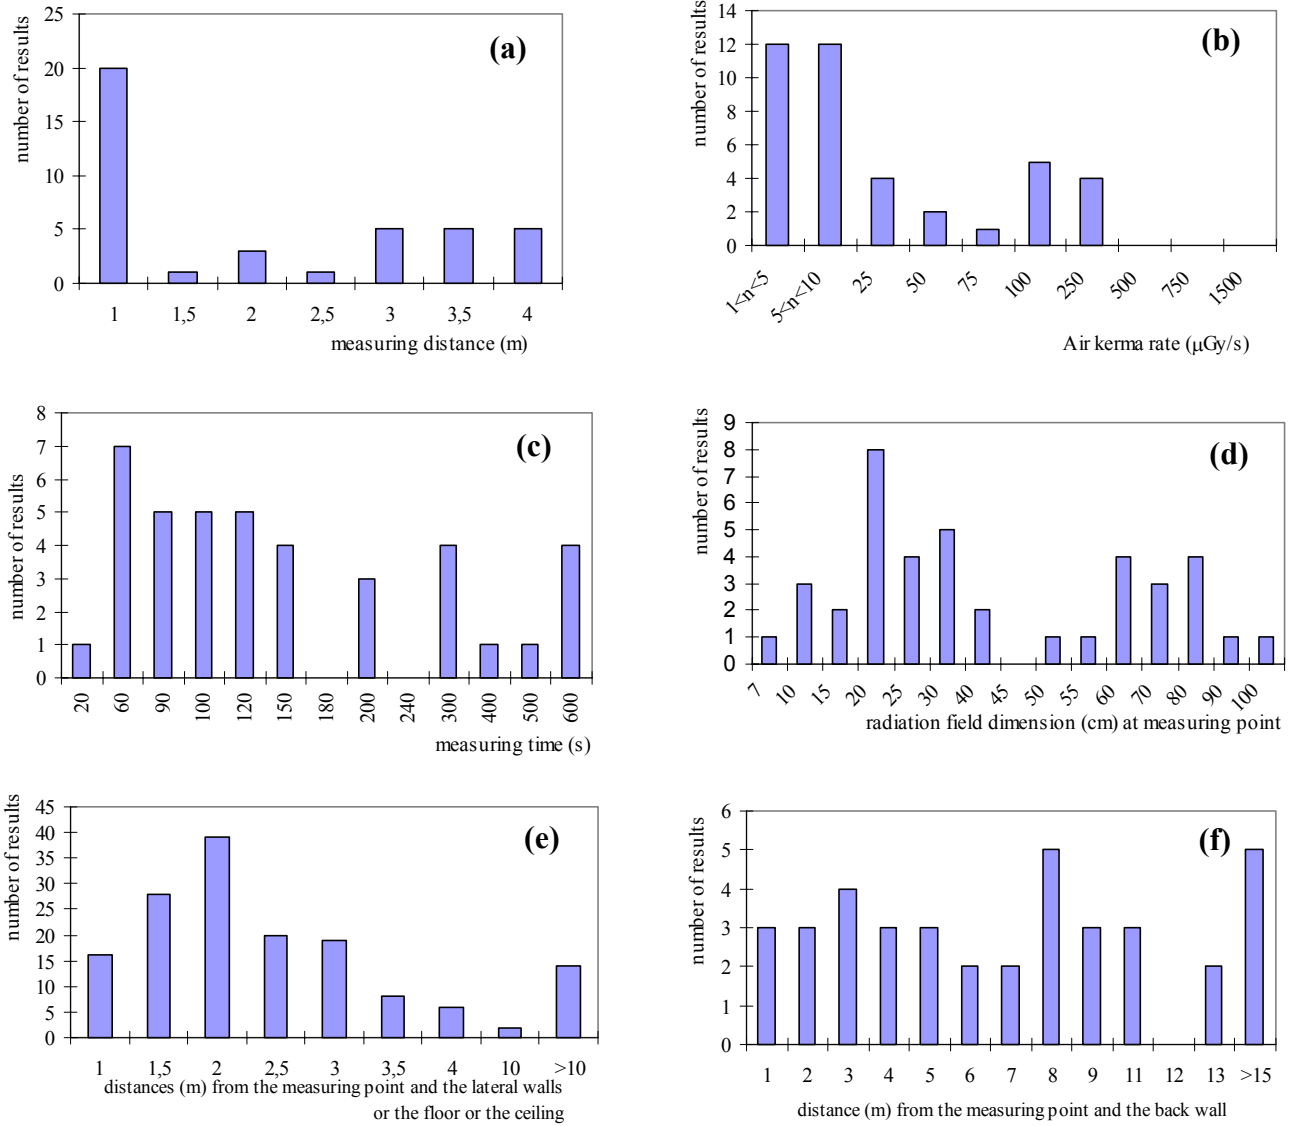 (a)
number of results
25
20
15
10
5
0
1 1,5 2 2,5 3 3,5 4
measuring distance (m)
(b)
number of results
14
12
10
8
6
4
2
0
1<n<5 5<n<10 25 50 75 100 250 500 750 1500
Air kerma rate (μGy/s)
(c)
number of results
8
7
6
5
4
3
2
1
0
20 60 90 100 120 150 180 200 240 300 400 500 600
measuring time (s)
(d)
number of results
9
8
7
6
5
4
3
2
1
0
7 10 15 20 25 30 40 45 50 55 60 70 80 90 100
radiation field dimension (cm) at measuring point
(e)
number of results
45
40
35
30
25
20
15
10
5
0
1 1,5 2 2,5 3 3,5 4 10 >10
distances (m) from the measuring point and the lateral walls
or the floor or the ceiling
(f)
number of results
6
5
4
3
2
1
0
1 2 3 4 5 6 7 8 9 11 12 13 >15
distance (m) from the measuring point and the back wall